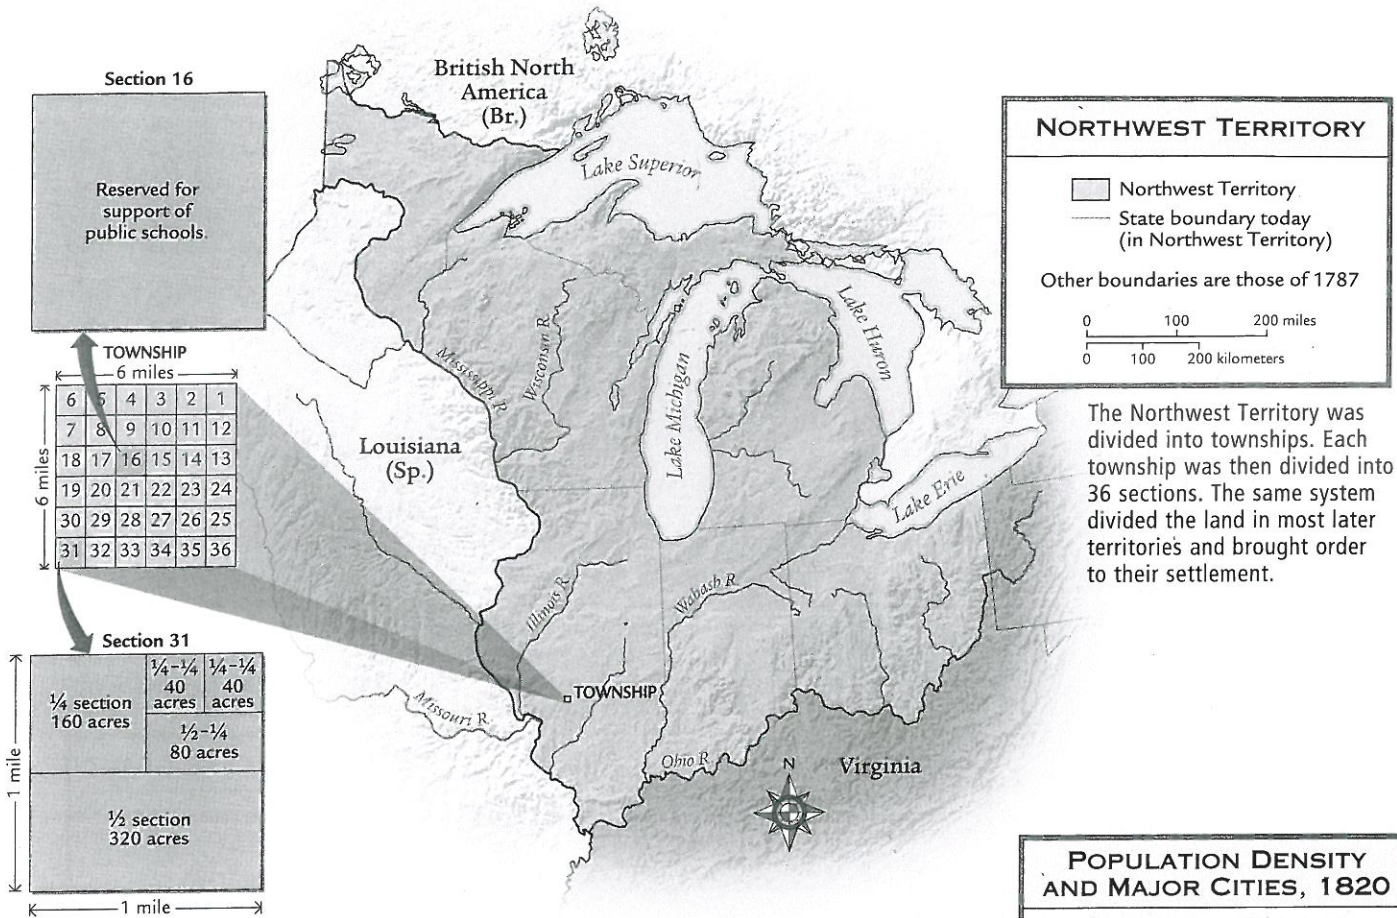 Section 16
Reserved for
support of
public schools.
TOWNSHIP
6 miles
6 miles
6 5 4 3 2 1
7 8 9 10 11 12
18 17 16 15 14 13
19 20 21 22 23 24
30 29 28 27 26 25
31 32 33 34 35 36
Section 31
1/4 section
160 acres
1/4-1/4
40
acres
1/4-1/4
40
acres
1/2-1/4
80 acres
1/2 section
320 acres
1 mile
1 mile
British North
America
(Br.)
Lake Superior
Lake Huron
Lake Michigan
Lake Erie
Mississippi R.
Wisconsin R.
Louisiana
(Sp.)
Illinois R.
Wabash R.
TOWNSHIP
Missouri R.
Ohio R.
Virginia
N
NORTHWEST TERRITORY
Northwest Territory
State boundary today
(in Northwest Territory)
Other boundaries are those of 1787
0 100 200 miles
0 100 200 kilometers
The Northwest Territory was
divided into townships. Each
township was then divided into
36 sections. The same system
divided the land in most later
territories and brought order
to their settlement.
POPULATION DENSITY
AND MAJOR CITIES, 1820